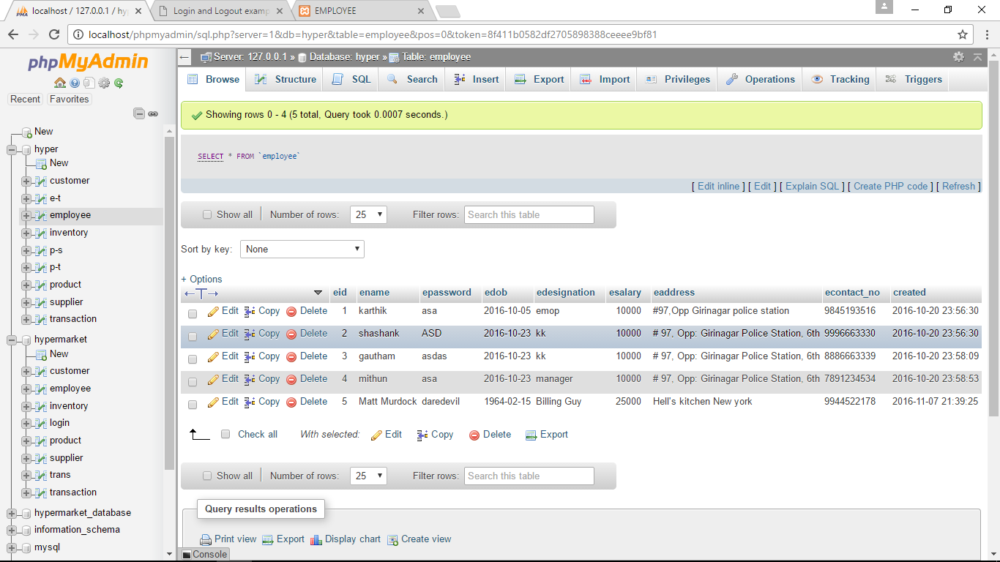 localhost / 127.0.0.1 / hy
Login and Logout examp
EMPLOYEE
localhost/phpmyadmin/sql.php?server=1&db=hyper&table=employee&pos=0&token=8f411b0582df2705898388ceeee9bf81
phpMyAdmin
Recent Favorites
New
hyper
New
customer
e-t
employee
inventory
p-s
p-t
product
supplier
transaction
hypermarket
New
customer
employee
inventory
login
product
supplier
trans
transaction
hypermarket_database
information_schema
mysql
Server: 127.0.0.1 » Database: hyper » Table: employee
Browse Structure SQL Search Insert Export Import Privileges Operations Tracking Triggers
Showing rows 0 - 4 (5 total, Query took 0.0007 seconds.)
SELECT * FROM `employee`
[ Edit inline ] [ Edit ] [ Explain SQL ] [ Create PHP code ] [ Refresh ]
Show all Number of rows: 25 Filter rows: Search this table
Sort by key: None
+ Options
←T→ eid ename epassword edob edesignation esalary eaddress econtact_no created
Edit Copy Delete 1 karthik asa 2016-10-05 emop 10000 #97,Opp Girinagar police station 9845193516 2016-10-20 23:56:30
Edit Copy Delete 2 shashank ASD 2016-10-23 kk 10000 # 97, Opp: Girinagar Police Station, 6th 9996663330 2016-10-20 23:56:30
Edit Copy Delete 3 gautham asdas 2016-10-23 kk 10000 # 97, Opp: Girinagar Police Station, 6th 8886663339 2016-10-20 23:58:09
Edit Copy Delete 4 mithun asa 2016-10-23 manager 10000 # 97, Opp: Girinagar Police Station, 6th 7891234534 2016-10-20 23:58:53
Edit Copy Delete 5 Matt Murdock daredevil 1964-02-15 Billing Guy 25000 Hell's kitchen New york 9944522178 2016-11-07 21:39:25
Check all With selected: Edit Copy Delete Export
Show all Number of rows: 25 Filter rows: Search this table
Query results operations
Print view Export Display chart Create view
Console